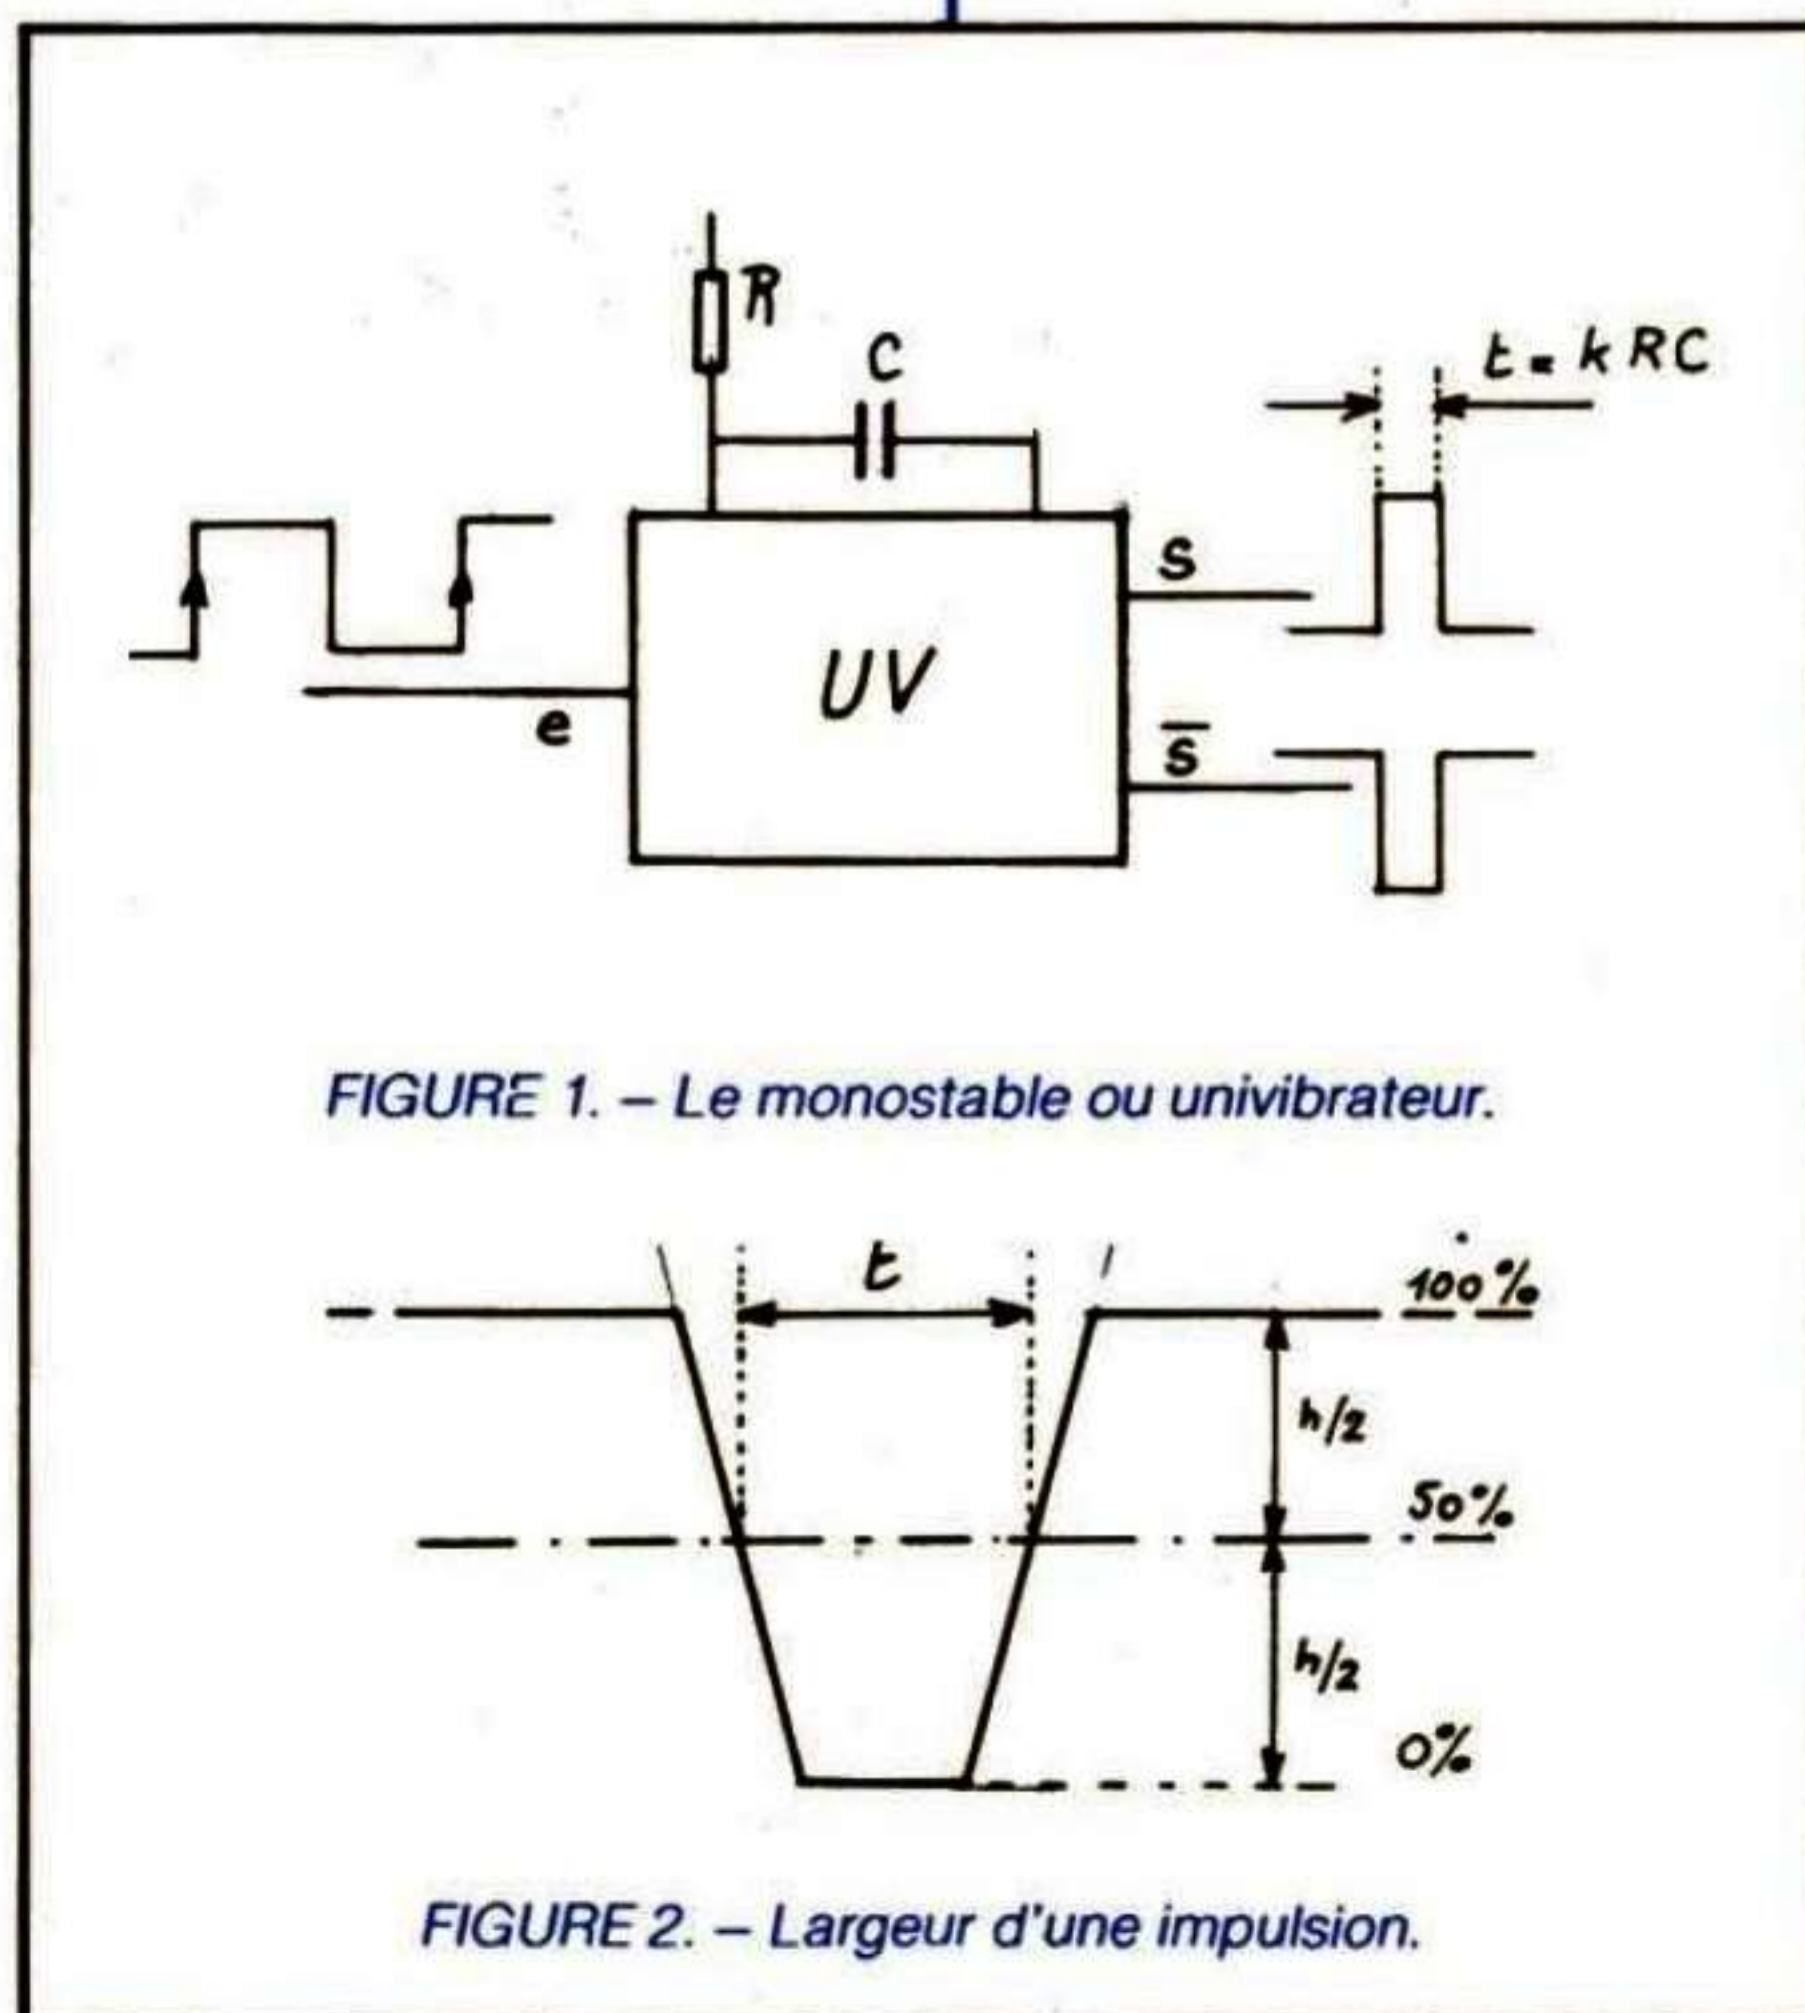 R
C
t = k RC
S
UV
e
S̅
FIGURE 1. – Le monostable ou univibrateur.
t
100%
h/2
50%
h/2
0%
FIGURE 2. – Largeur d'une impulsion.